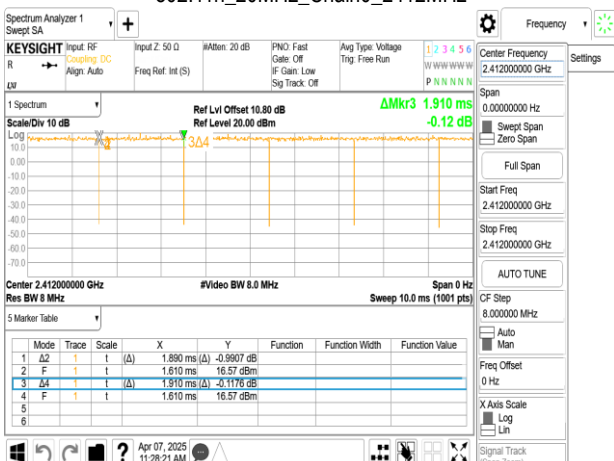 Spectrum Analyzer 1
Swept SA
Frequency
KEYSIGHT Input: RF Input Z: 50 Ω #Atten: 20 dB PNO: Fast Avg Type: Voltage 1 2 3 4 5 6
R Coupling: DC Gate: Off Trig: Free Run
Align: Auto Freq Ref: Int (S) IF Gain: Low W W W W W W
Sig Track: Off P N N N N N
LXI
1 Spectrum
Scale/Div 10 dB
Ref Lvl Offset 10.80 dB
Ref Level 20.00 dBm
ΔMkr3 1.910 ms
-0.12 dB
Log
10.0
0.00
-10.0
-20.0
-30.0
-40.0
-50.0
-60.0
-70.0
3Δ4
Center 2.412000000 GHz #Video BW 8.0 MHz Span 0 Hz
Res BW 8 MHz Sweep 10.0 ms (1001 pts)
5 Marker Table
Mode Trace Scale X Y Function Function Width Function Value
1 Δ2 1 t (Δ) 1.890 ms (Δ) -0.9907 dB
2 F 1 t 1.610 ms 16.57 dBm
3 Δ4 1 t (Δ) 1.910 ms (Δ) -0.1176 dB
4 F 1 t 1.610 ms 16.57 dBm
5
6
Apr 07, 2025
11:28:21 AM
Center Frequency
2.412000000 GHz
Settings
Span
0.00000000 Hz
Swept Span
Zero Span
Full Span
Start Freq
2.412000000 GHz
Stop Freq
2.412000000 GHz
AUTO TUNE
CF Step
8.000000 MHz
Auto
Man
Freq Offset
0 Hz
X Axis Scale
Log
Lin
Signal Track